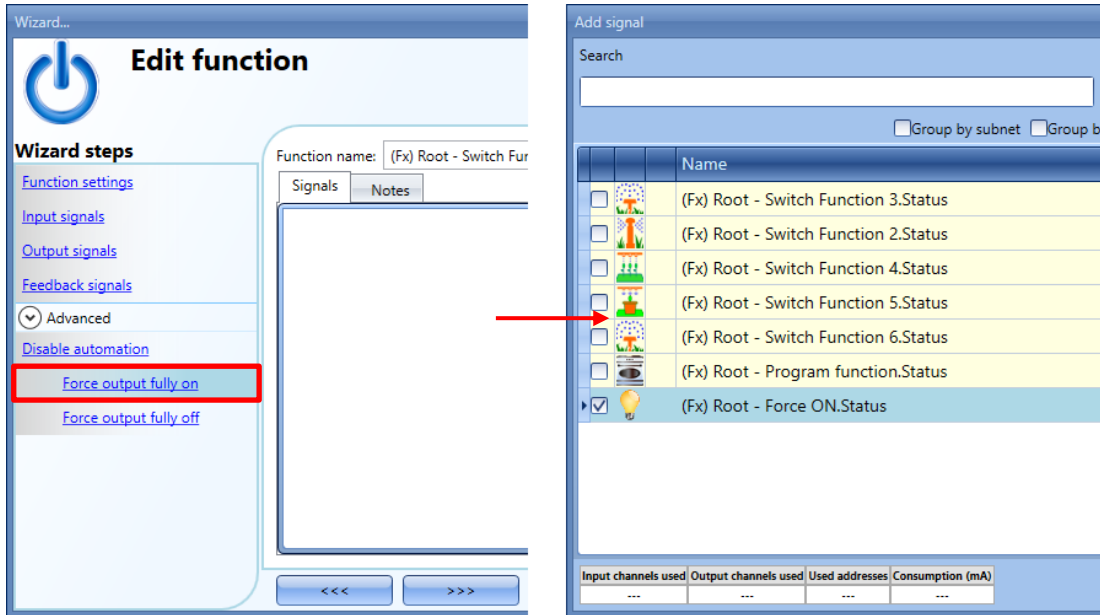 Wizard...
Edit function
Wizard steps
Function settings
Input signals
Output signals
Feedback signals
Advanced
Disable automation
Force output fully on
Force output fully off
Function name: (Fx) Root - Switch Fur
Signals
Notes
<<<
>>>
Add signal
Search
Group by subnet
Group b
Name
(Fx) Root - Switch Function 3.Status
(Fx) Root - Switch Function 2.Status
(Fx) Root - Switch Function 4.Status
(Fx) Root - Switch Function 5.Status
(Fx) Root - Switch Function 6.Status
(Fx) Root - Program function.Status
(Fx) Root - Force ON.Status
Input channels used Output channels used Used addresses Consumption (mA)
--- --- --- ---